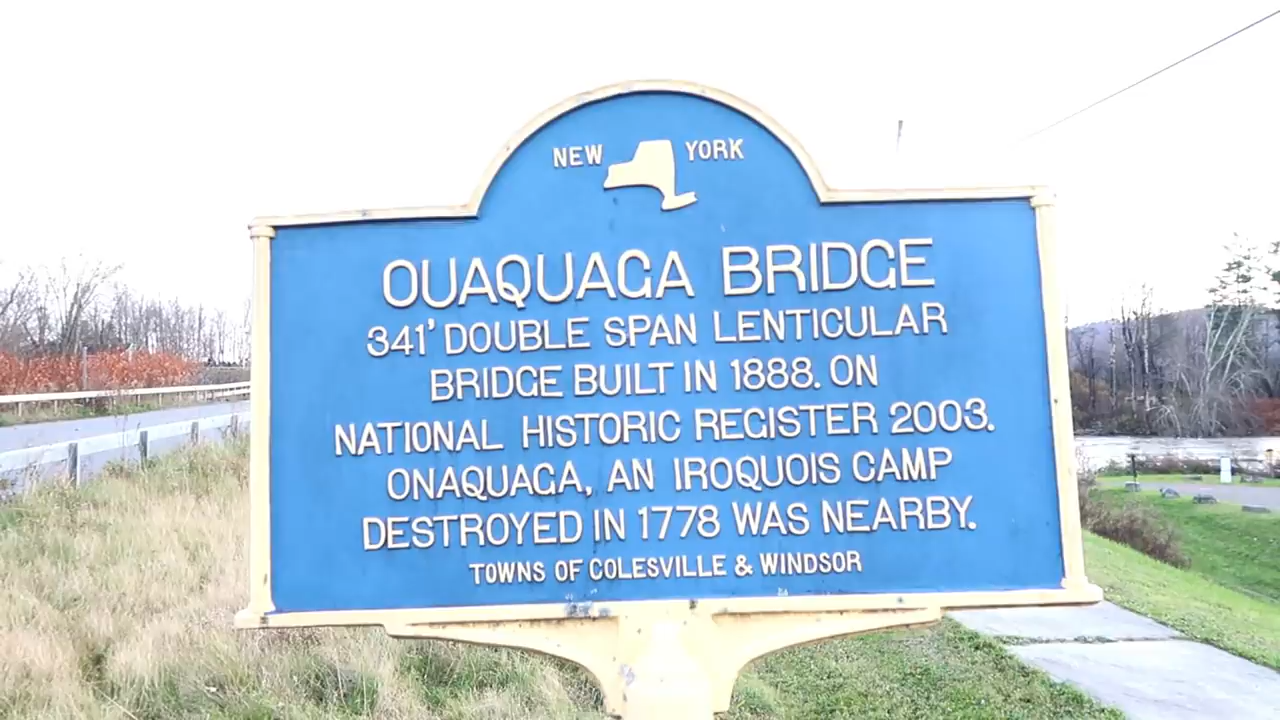 NEW YORK
OUAQUAGA BRIDGE
341' DOUBLE SPAN LENTICULAR
BRIDGE BUILT IN 1888. ON
NATIONAL HISTORIC REGISTER 2003.
ONAQUAGA, AN IROQUOIS CAMP
DESTROYED IN 1778 WAS NEARBY.
TOWNS OF COLESVILLE & WINDSOR